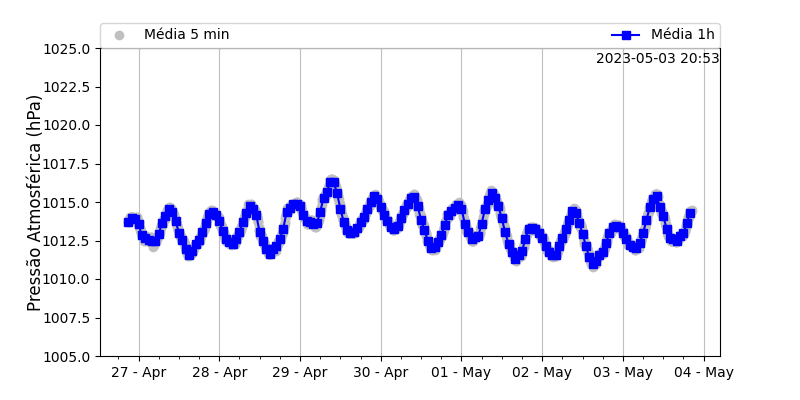 Média 5 min
Média 1h
2023-05-03 20:53
Pressão Atmosférica (hPa)
1025.0
1022.5
1020.0
1017.5
1015.0
1012.5
1010.0
1007.5
1005.0
27 - Apr
28 - Apr
29 - Apr
30 - Apr
01 - May
02 - May
03 - May
04 - May